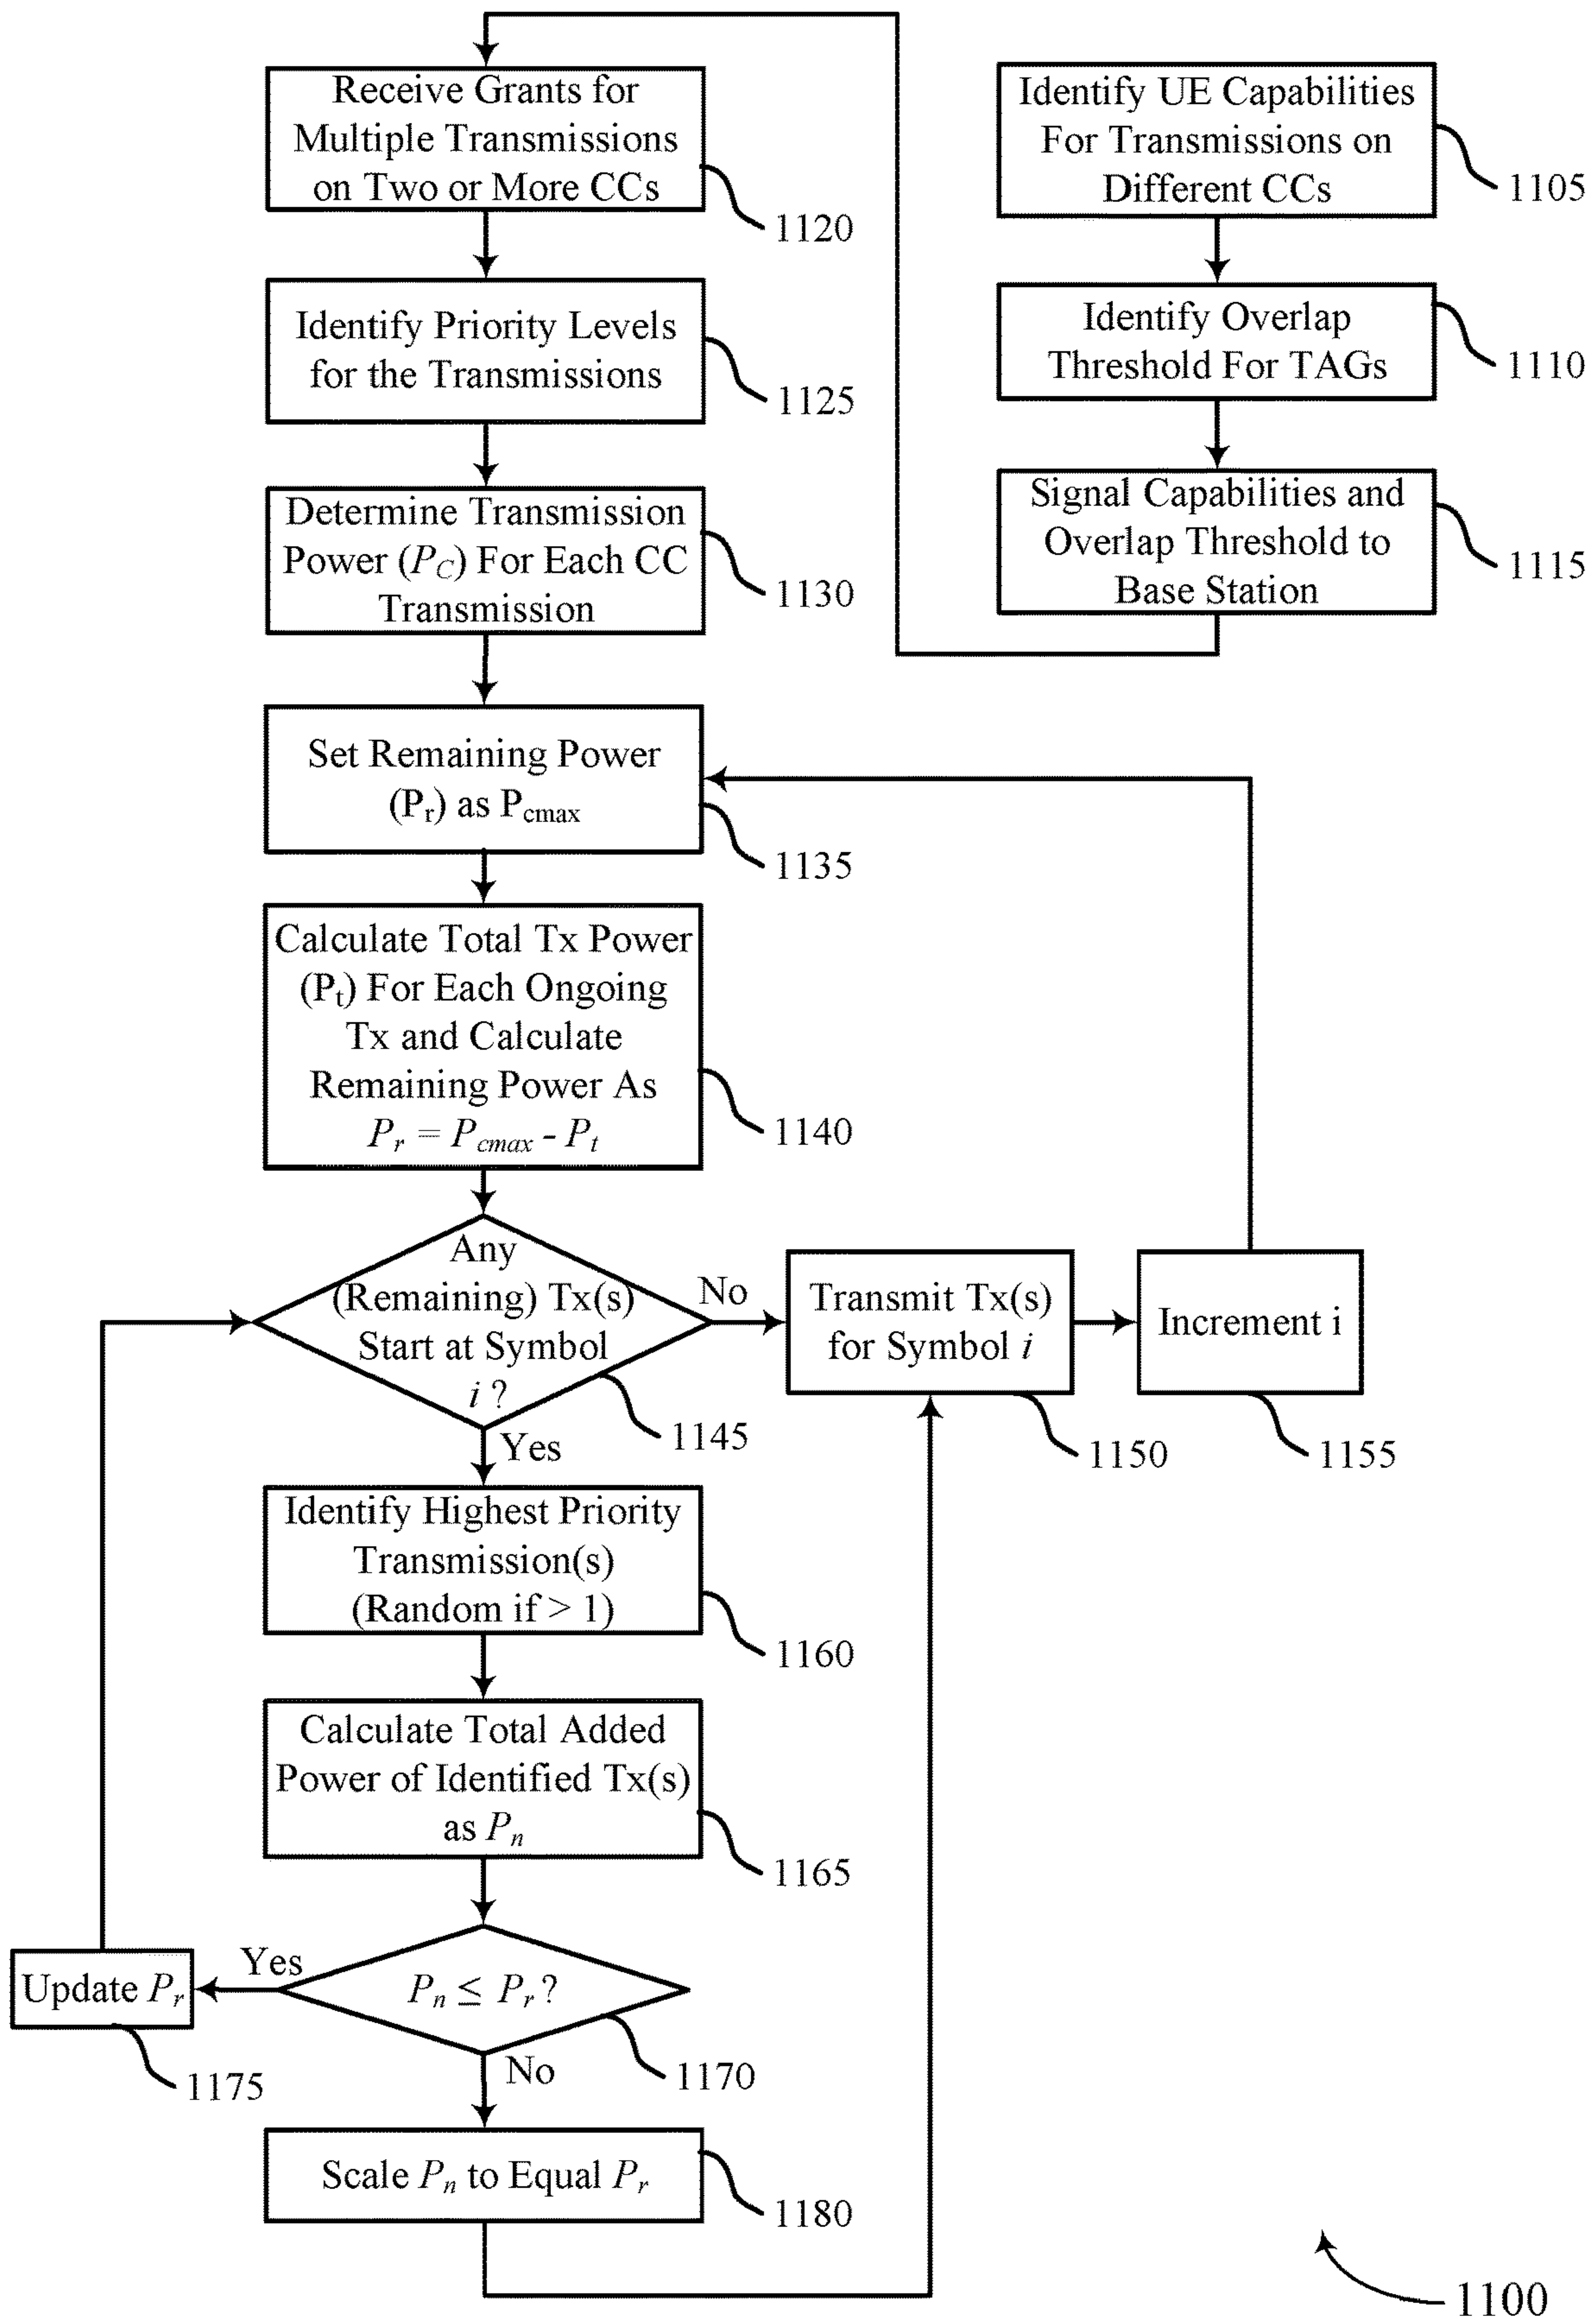 Identify UE Capabilities
For Transmissions on
Different CCs
1105
Identify Overlap
Threshold For TAGs
1110
Signal Capabilities and
Overlap Threshold to
Base Station
1115
Receive Grants for
Multiple Transmissions
on Two or More CCs
1120
Identify Priority Levels
for the Transmissions
1125
Determine Transmission
Power (P_C) For Each CC
Transmission
1130
Set Remaining Power
(P_r) as P_cmax
1135
Calculate Total Tx Power
(P_t) For Each Ongoing
Tx and Calculate
Remaining Power As
P_r = P_cmax - P_t
1140
Any
(Remaining) Tx(s)
Start at Symbol
i ?
1145
No
Transmit Tx(s)
for Symbol i
1150
Increment i
1155
Yes
Identify Highest Priority
Transmission(s)
(Random if > 1)
1160
Calculate Total Added
Power of Identified Tx(s)
as P_n
1165
P_n ≤ P_r ?
1170
Yes
Update P_r
1175
No
Scale P_n to Equal P_r
1180
1100